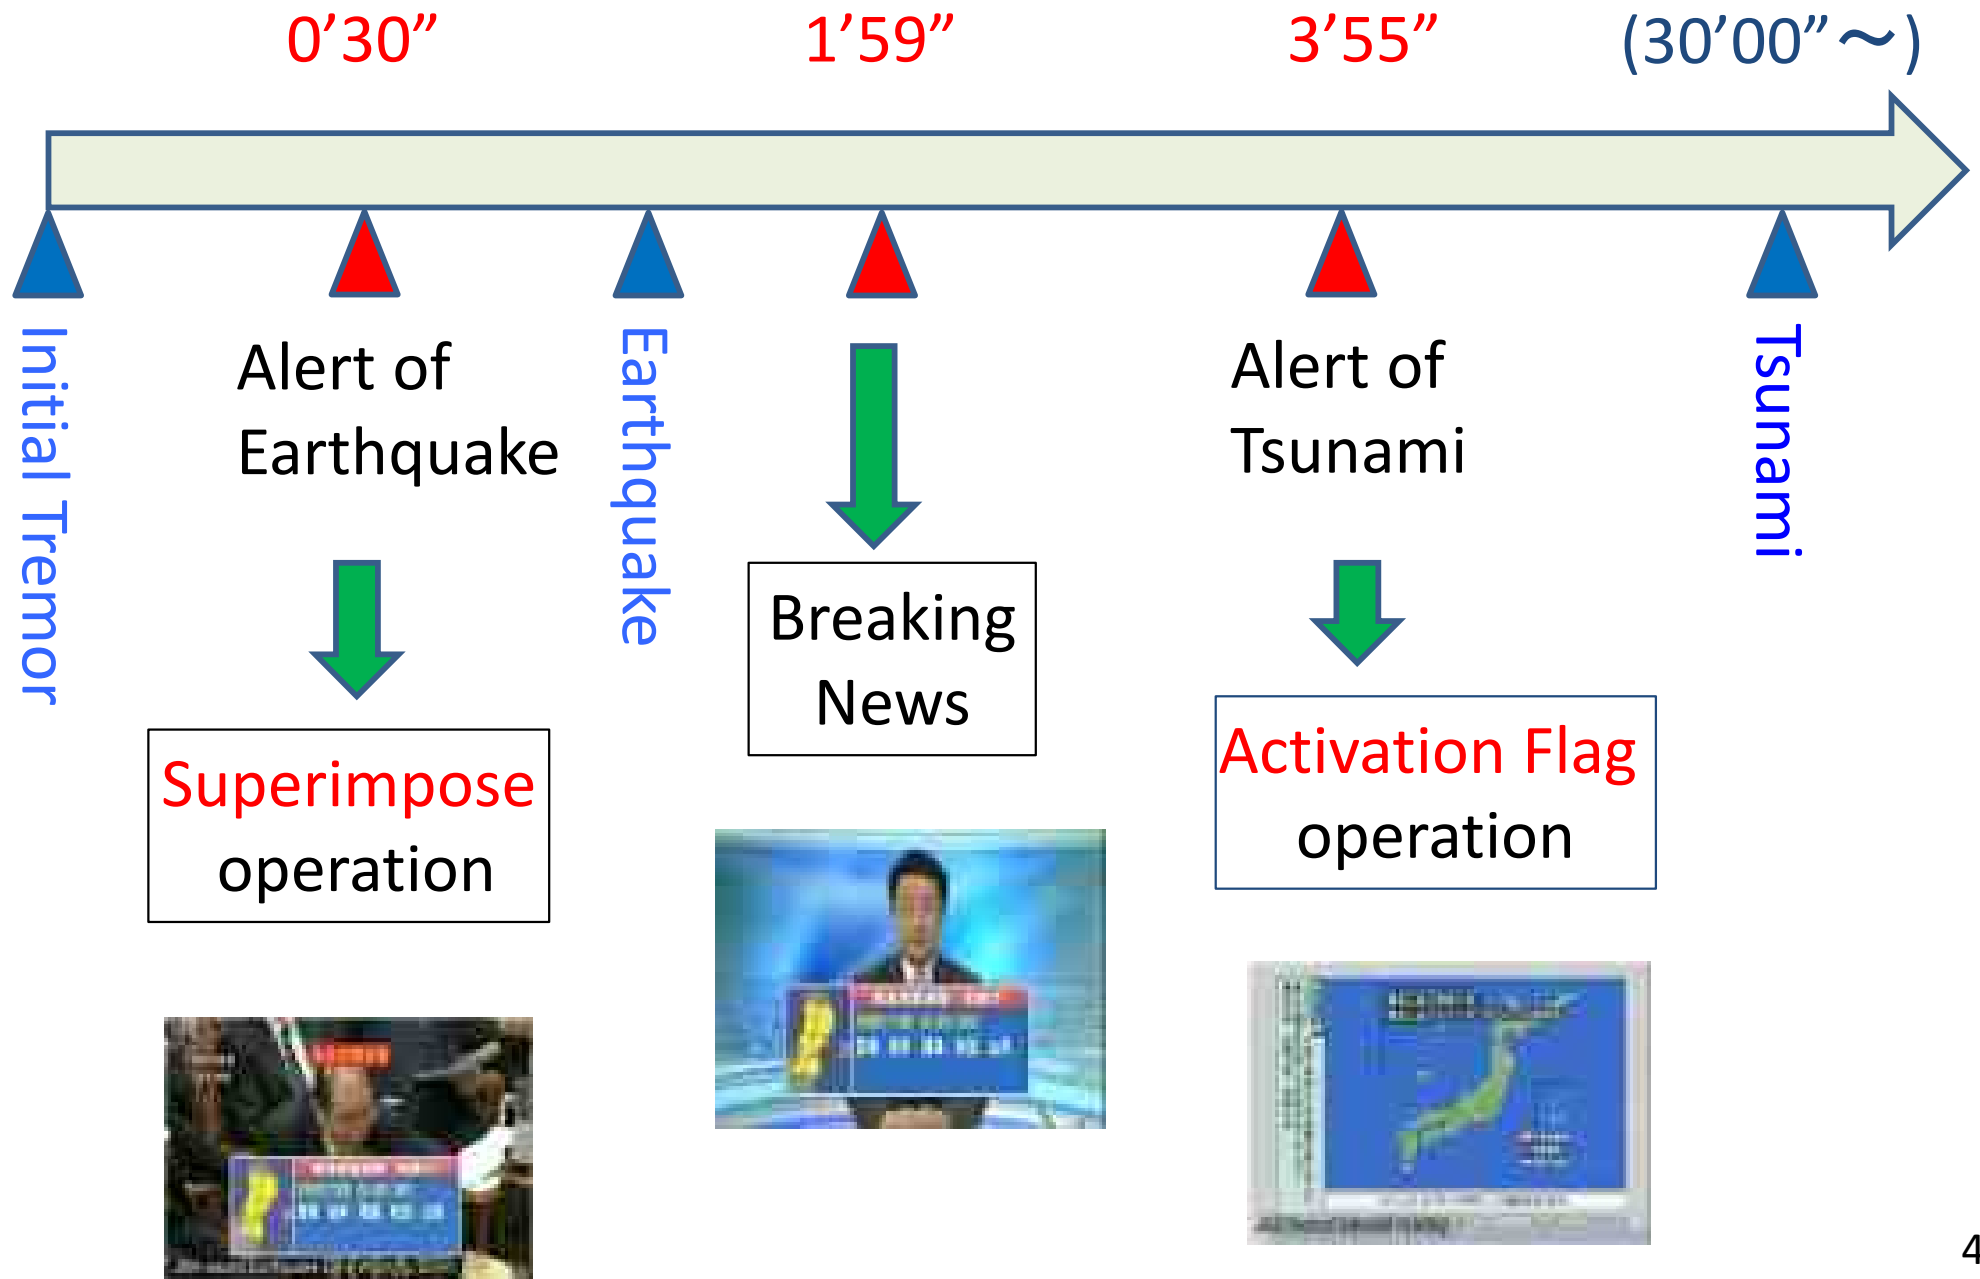 0’30”
1’59”
3’55”
(30’00”～)
Initial Tremor
Alert of
Earthquake
Earthquake
Alert of
Tsunami
Tsunami
Superimpose
operation
Breaking
News
Activation Flag
operation
4